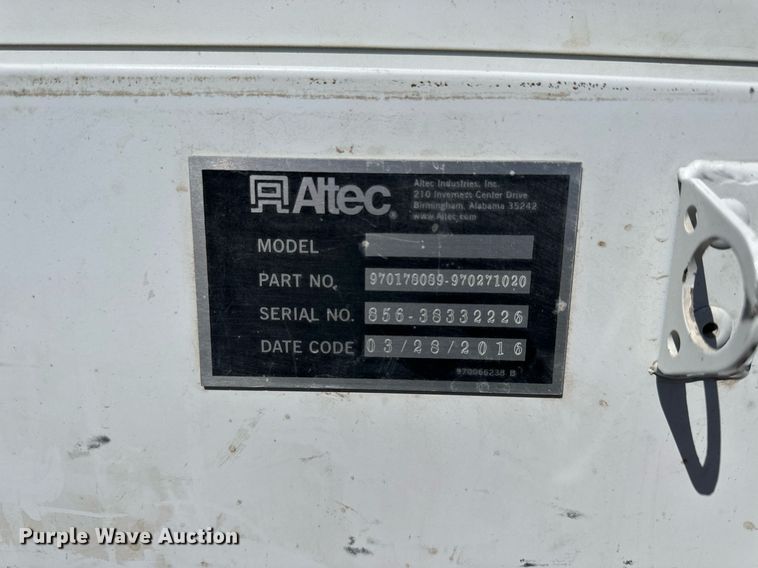 Altec
Altec Industries, Inc.
210 Inverness Center Drive
Birmingham, Alabama 35242
www.Altec.com
MODEL
PART NO. 970178089-970271020
SERIAL NO. 856-38332226
DATE CODE 03/28/2016
970066238 B
Purple Wave Auction